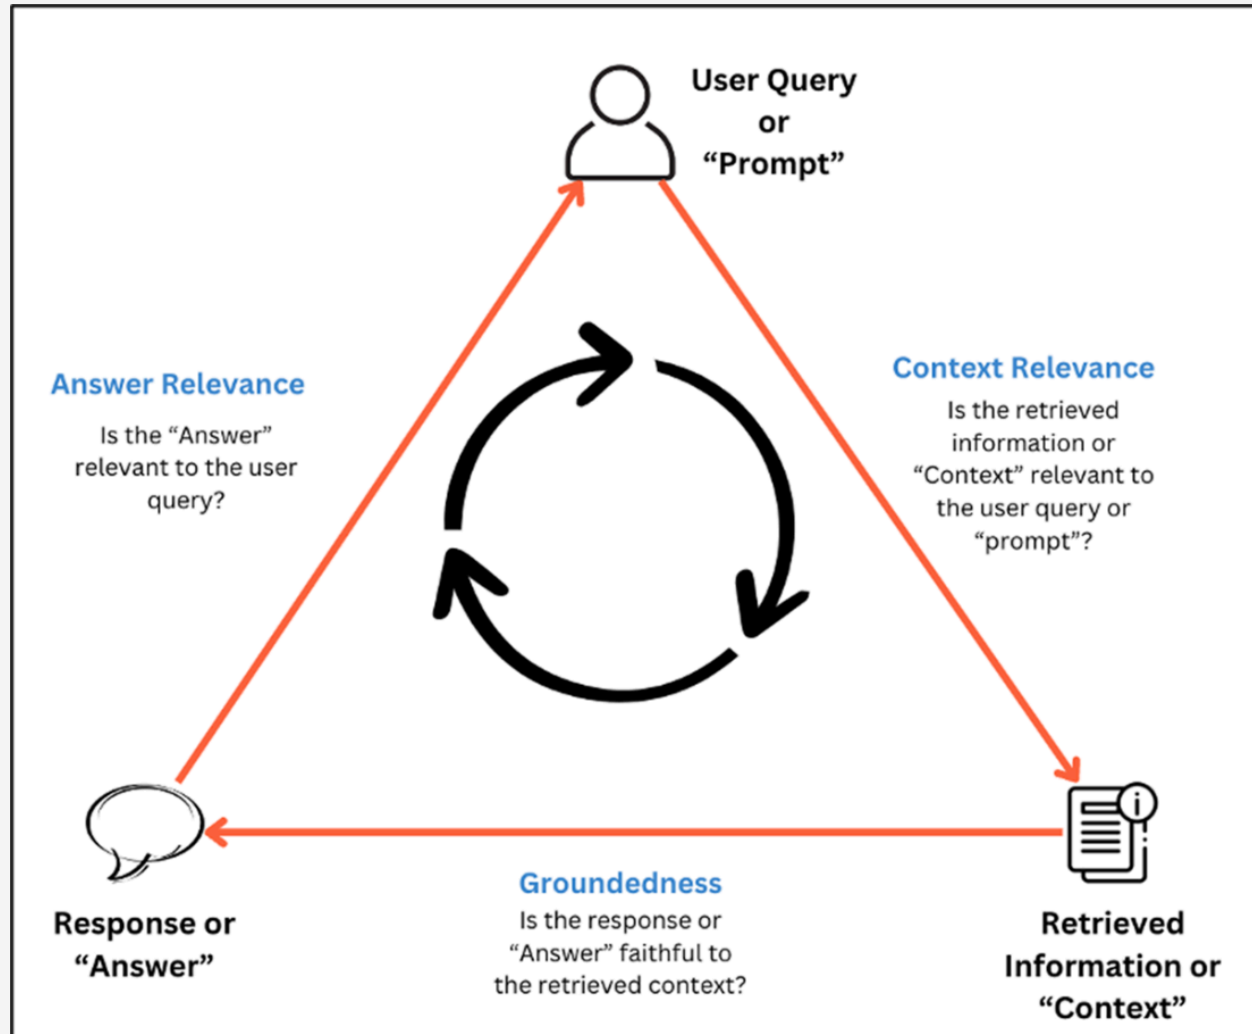 User Query
or
“Prompt”
Answer Relevance
Is the “Answer”
relevant to the user
query?
Context Relevance
Is the retrieved
information or
“Context” relevant to
the user query or
“prompt”?
i
Groundedness
Is the response or
“Answer” faithful to
the retrieved context?
Response or
“Answer”
Retrieved
Information or
“Context”